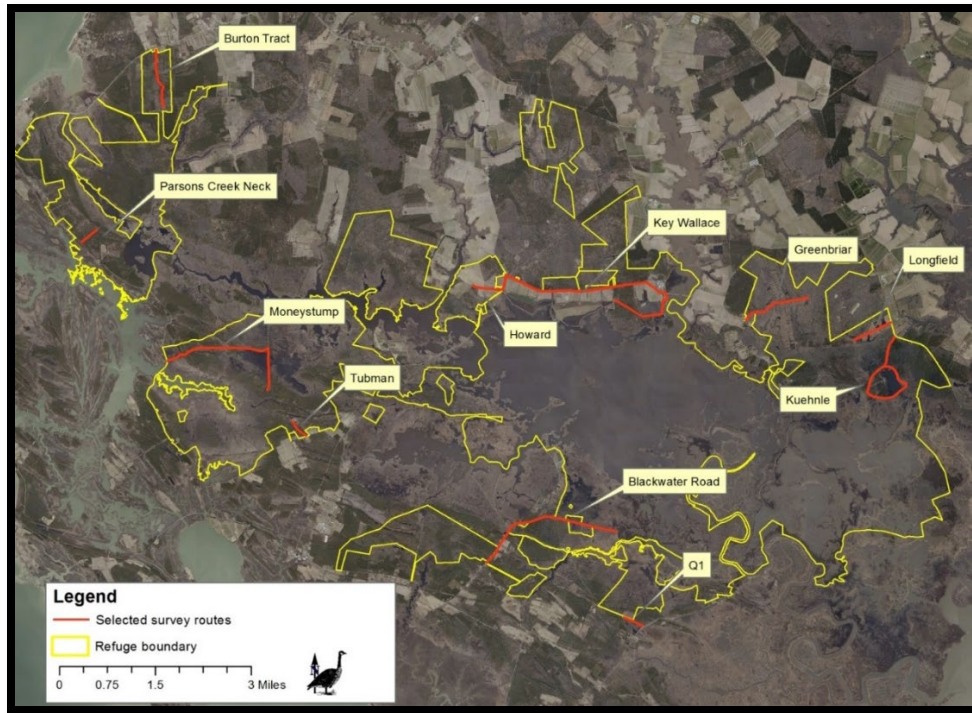 Burton Tract
Parsons Creek Neck
Key Wallace
Greenbriar
Longfield
Moneystump
Howard
Tubman
Kuehnle
Blackwater Road
Q1
Legend
Selected survey routes
Refuge boundary
0 0.75 1.5 3 Miles
N